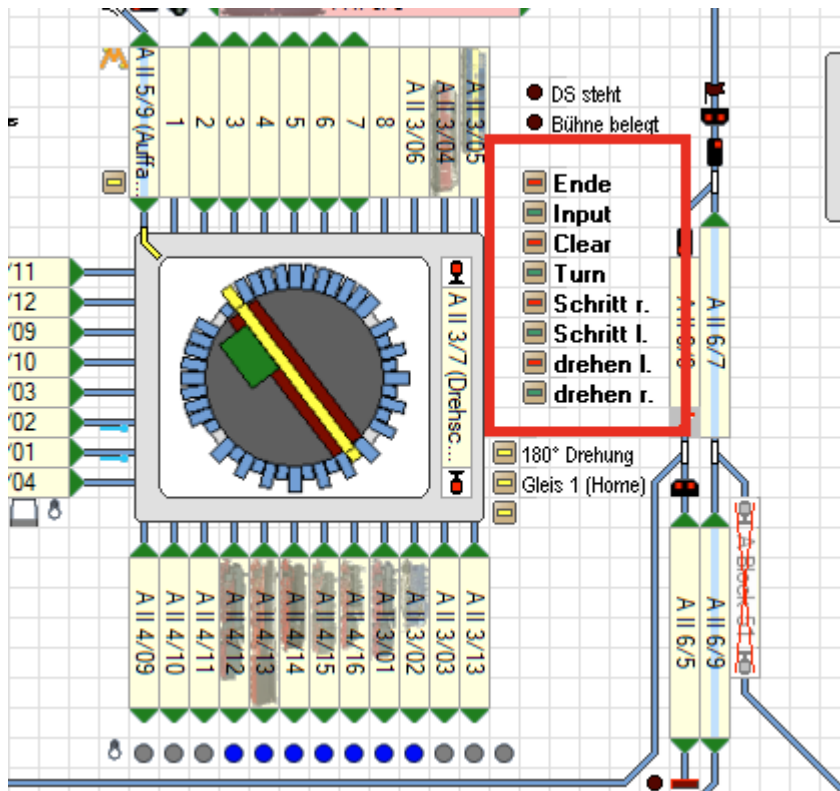 A II 5/9 (Auffa...
1
2
3
4
5
6
7
8
A II 3/06
A II 3/04
A II 3/05
DS steht
Bühne belegt
Ende
Input
Clear
Turn
Schritt r.
Schritt l.
drehen l.
drehen r.
/11
/12
/09
/10
/03
/02
/01
/04
A II 3/7 (Drehsc...
A II 6/7
180° Drehung
Gleis 1 (Home)
A II 4/09
A II 4/10
A II 4/11
A II 4/12
A II 4/13
A II 4/14
A II 4/15
A II 4/16
A II 3/01
A II 3/02
A II 3/03
A II 3/13
A II 6/5
A II 6/9
A Block 51